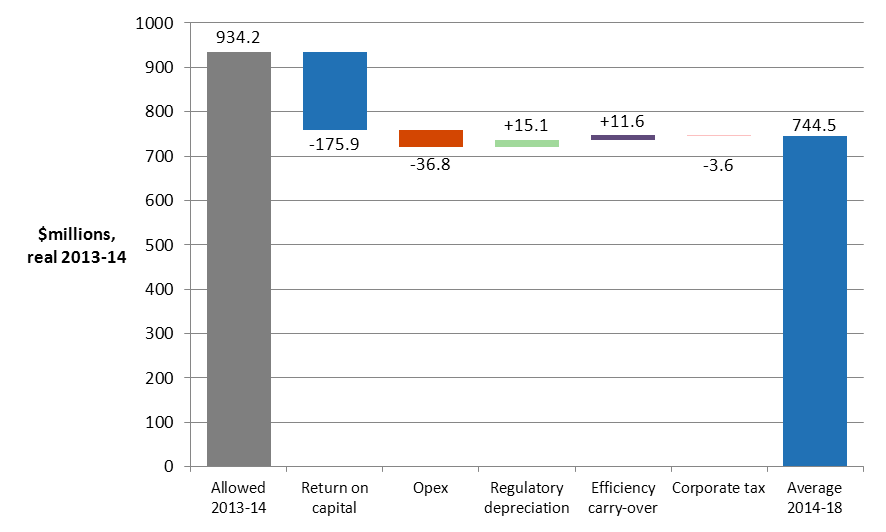 1000
900
800
700
600
500
400
300
200
100
0
$millions,
real 2013-14
934.2
-175.9
-36.8
+15.1
+11.6
-3.6
744.5
Allowed
2013-14
Return on
capital
Opex
Regulatory
depreciation
Efficiency
carry-over
Corporate tax
Average
2014-18